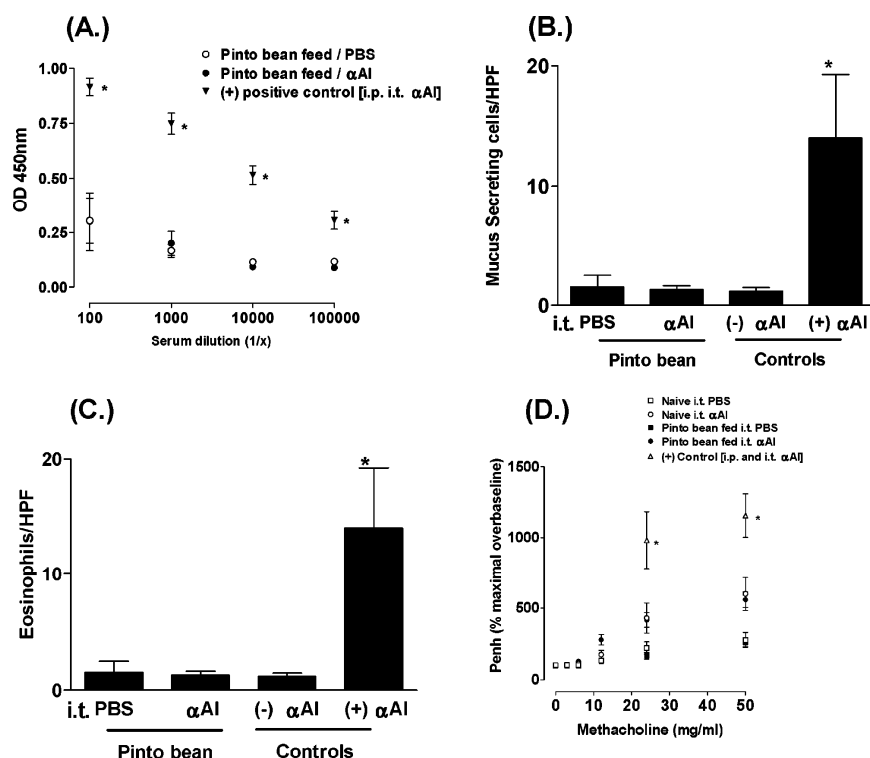 (A.)
Pinto bean feed / PBS
Pinto bean feed / αAI
(+) positive control [i.p. i.t. αAI]
1.00
0.75
0.50
0.25
0.00
OD 450nm
*
*
*
*
100
1000
10000
100000
Serum dilution (1/x)
(B.)
20
10
0
Mucus Secreting cells/HPF
*
i.t. PBS αAI (-) αAI (+) αAI
Pinto bean Controls
(C.)
20
10
0
Eosinophils/HPF
*
i.t. PBS αAI (-) αAI (+) αAI
Pinto bean Controls
(D.)
Naive i.t. PBS
Naive i.t. αAI
Pinto bean fed i.t. PBS
Pinto bean fed i.t. αAI
(+) Control [i.p. and i.t. αAI]
1500
1000
500
0
Penh (% maximal overbaseline)
*
*
0 10 20 30 40 50
Methacholine (mg/ml)